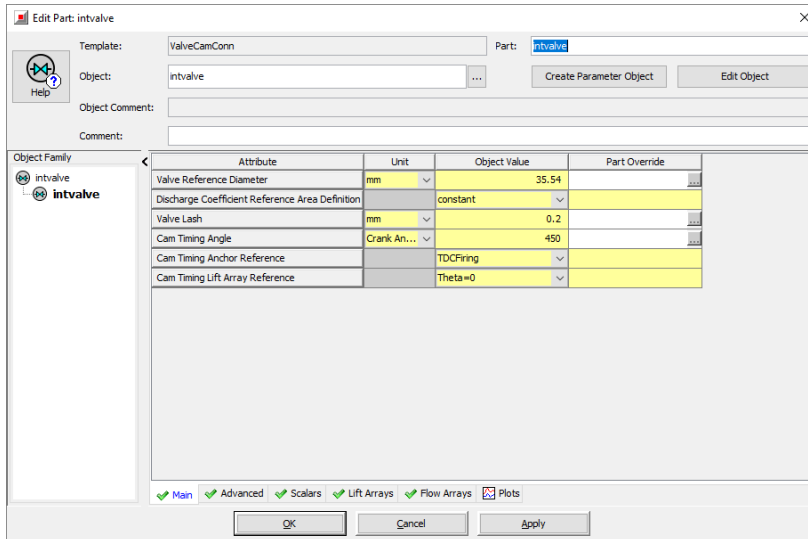 Edit Part: intvalve
Template: ValveCamConn Part: intvalve
Help
Object: intvalve ... Create Parameter Object Edit Object
Object Comment:
Comment:
Object Family
intvalve
intvalve
Attribute Unit Object Value Part Override
Valve Reference Diameter mm 35.54 ...
Discharge Coefficient Reference Area Definition constant
Valve Lash mm 0.2 ...
Cam Timing Angle Crank An... 450 ...
Cam Timing Anchor Reference TDCFiring
Cam Timing Lift Array Reference Theta=0
Main Advanced Scalars Lift Arrays Flow Arrays Plots
OK Cancel Apply